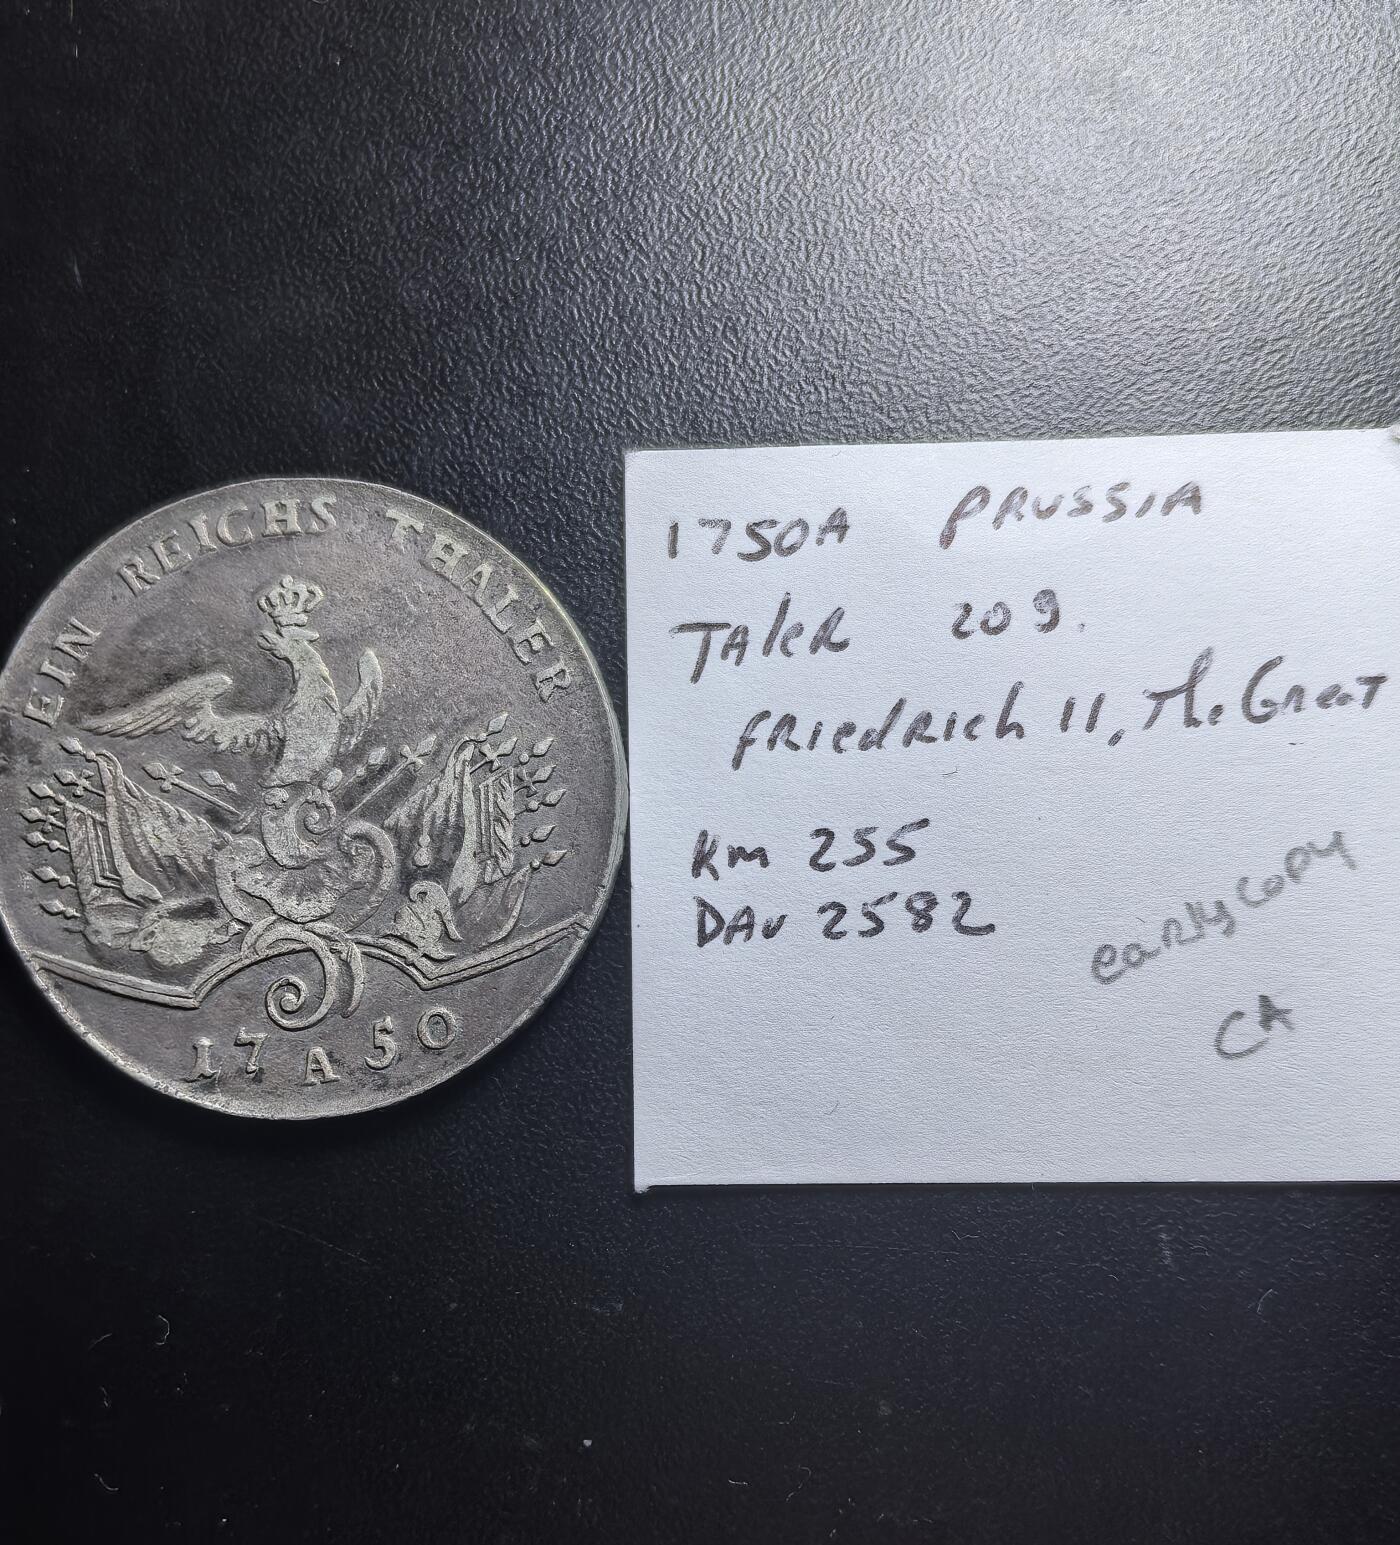 EIN REICHS THALER
17 A 50
1750A PRUSSIA
TAlER 20 g.
FRIEdRICh II, The GReaT
Km 255
DAv 2582
eaRly copy
CA